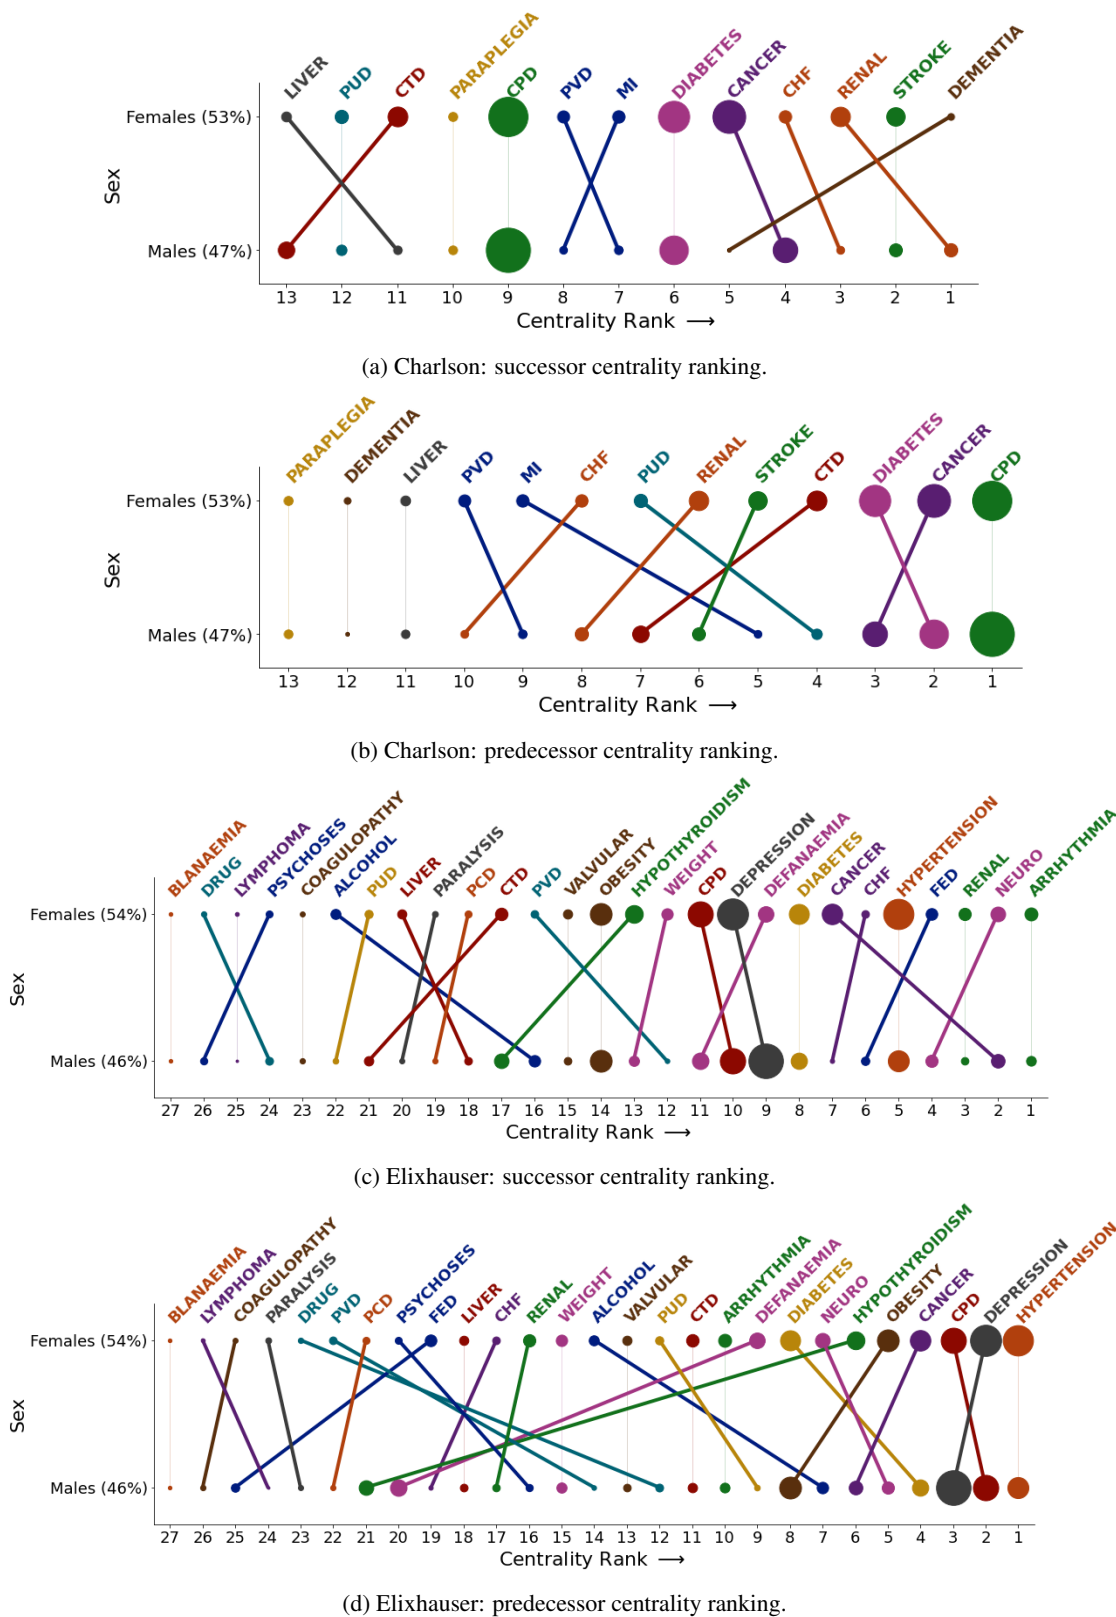 LIVER PUD CTD PARAPLEGIA CPD PVD MI DIABETES CANCER CHF RENAL STROKE DEMENTIA
Females (53%)
Sex
Males (47%)
13 12 11 10 9 8 7 6 5 4 3 2 1
Centrality Rank ⟶
(a) Charlson: successor centrality ranking.
PARAPLEGIA DEMENTIA LIVER PVD MI CHF PUD RENAL STROKE CTD DIABETES CANCER CPD
Females (53%)
Sex
Males (47%)
13 12 11 10 9 8 7 6 5 4 3 2 1
Centrality Rank ⟶
(b) Charlson: predecessor centrality ranking.
BLANAEMIA DRUG LYMPHOMA PSYCHOSES COAGULOPATHY ALCOHOL PUD LIVER PARALYSIS PCD CTD PVD VALVULAR OBESITY HYPOTHYROIDISM WEIGHT CPD DEPRESSION DEFANAEMIA DIABETES CANCER CHF HYPERTENSION FED RENAL NEURO ARRHYTHMIA
Females (54%)
Sex
Males (46%)
27 26 25 24 23 22 21 20 19 18 17 16 15 14 13 12 11 10 9 8 7 6 5 4 3 2 1
Centrality Rank ⟶
(c) Elixhauser: successor centrality ranking.
BLANAEMIA LYMPHOMA COAGULOPATHY PARALYSIS DRUG PVD PCD PSYCHOSES FED LIVER CHF RENAL WEIGHT ALCOHOL VALVULAR PUD CTD ARRHYTHMIA DEFANAEMIA DIABETES NEURO HYPOTHYROIDISM OBESITY CANCER CPD DEPRESSION HYPERTENSION
Females (54%)
Sex
Males (46%)
27 26 25 24 23 22 21 20 19 18 17 16 15 14 13 12 11 10 9 8 7 6 5 4 3 2 1
Centrality Rank ⟶
(d) Elixhauser: predecessor centrality ranking.